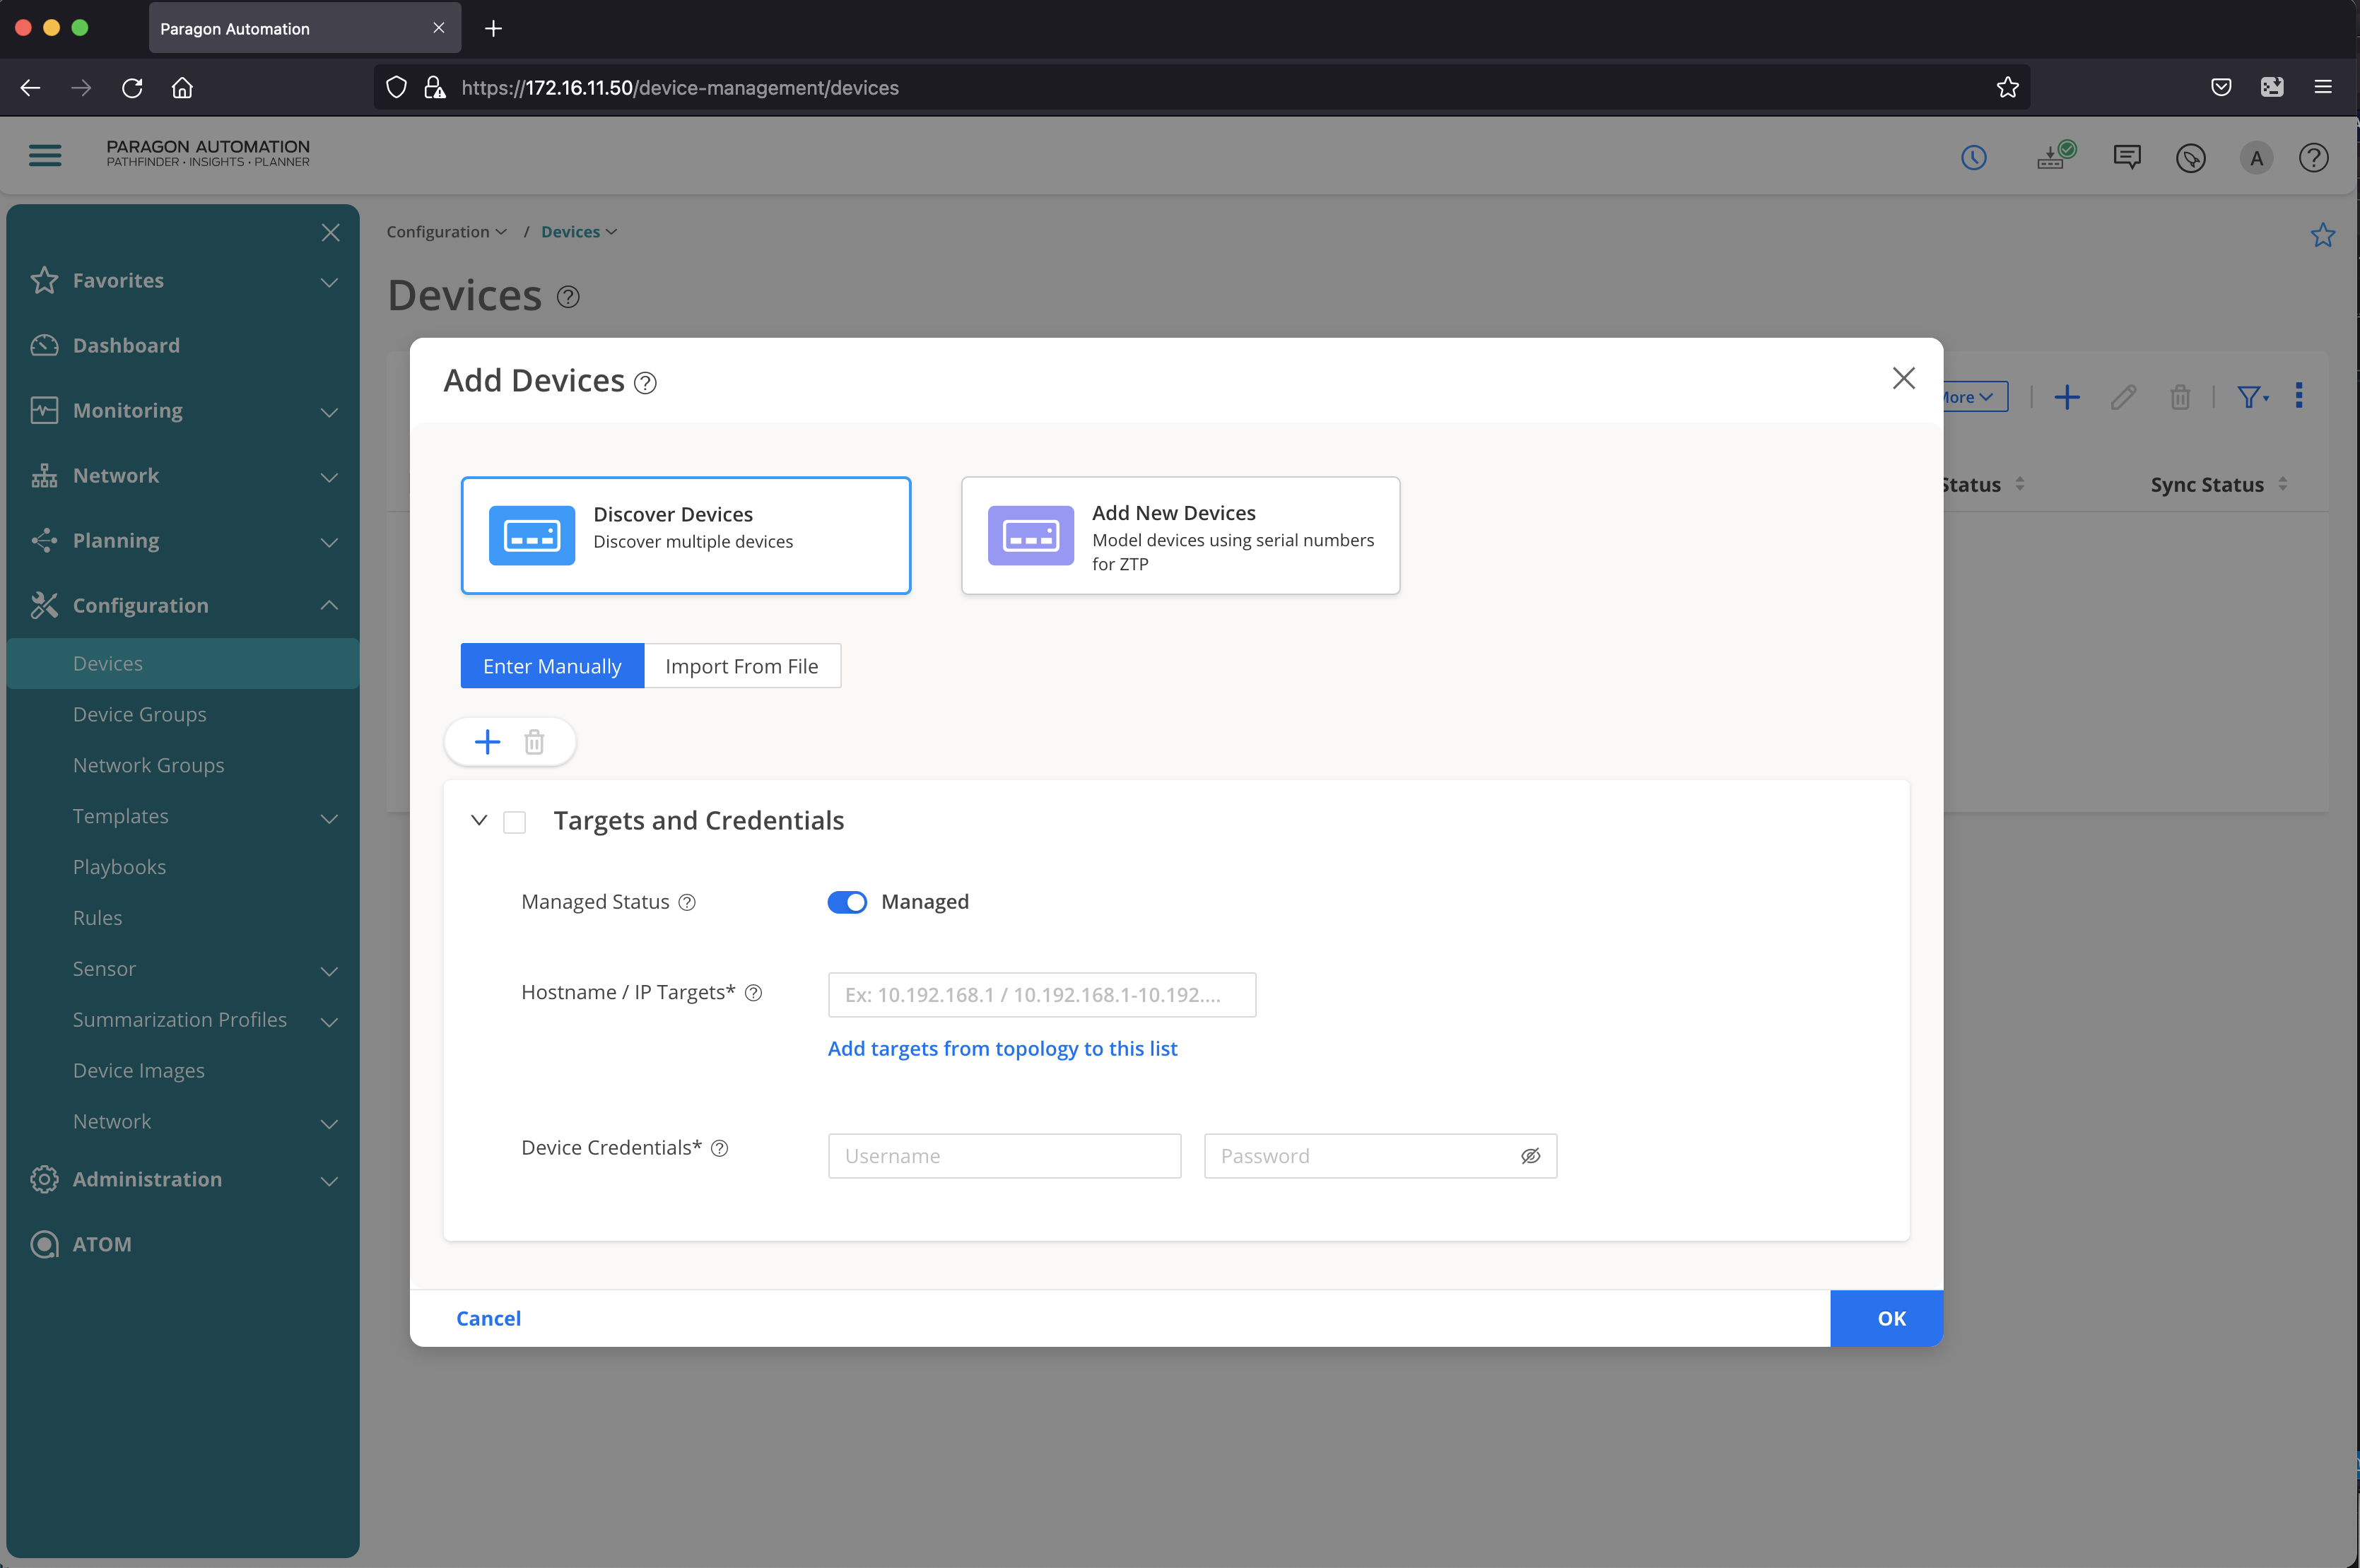 Paragon Automation
https://172.16.11.50/device-management/devices
PARAGON AUTOMATION
PATHFINDER · INSIGHTS · PLANNER
A
Favorites
Dashboard
Monitoring
Network
Planning
Configuration
Devices
Device Groups
Network Groups
Templates
Playbooks
Rules
Sensor
Summarization Profiles
Device Images
Network
Administration
ATOM
Configuration / Devices
Devices
More
Status
Sync Status
Add Devices
Discover Devices
Discover multiple devices
Add New Devices
Model devices using serial numbers
for ZTP
Enter Manually
Import From File
Targets and Credentials
Managed Status
Managed
Hostname / IP Targets*
Ex: 10.192.168.1 / 10.192.168.1-10.192....
Add targets from topology to this list
Device Credentials*
Username
Password
Cancel
OK